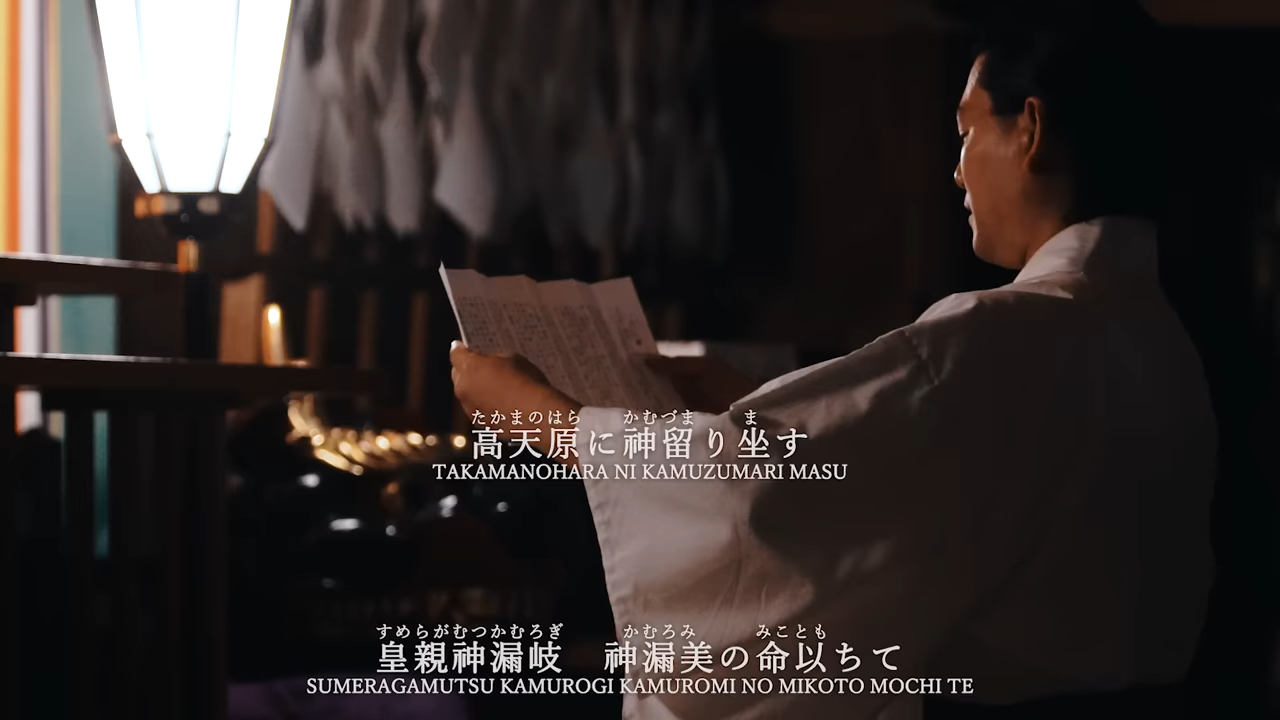 たかまのはら かむづま ま
高天原に神留り坐す
TAKAMANOHARA NI KAMUZUMARI MASU
すめらがむつかむろぎ かむろみ みことも
皇親神漏岐 神漏美の命以ちて
SUMERAGAMUTSU KAMUROGI KAMUROMI NO MIKOTO MOCHI TE